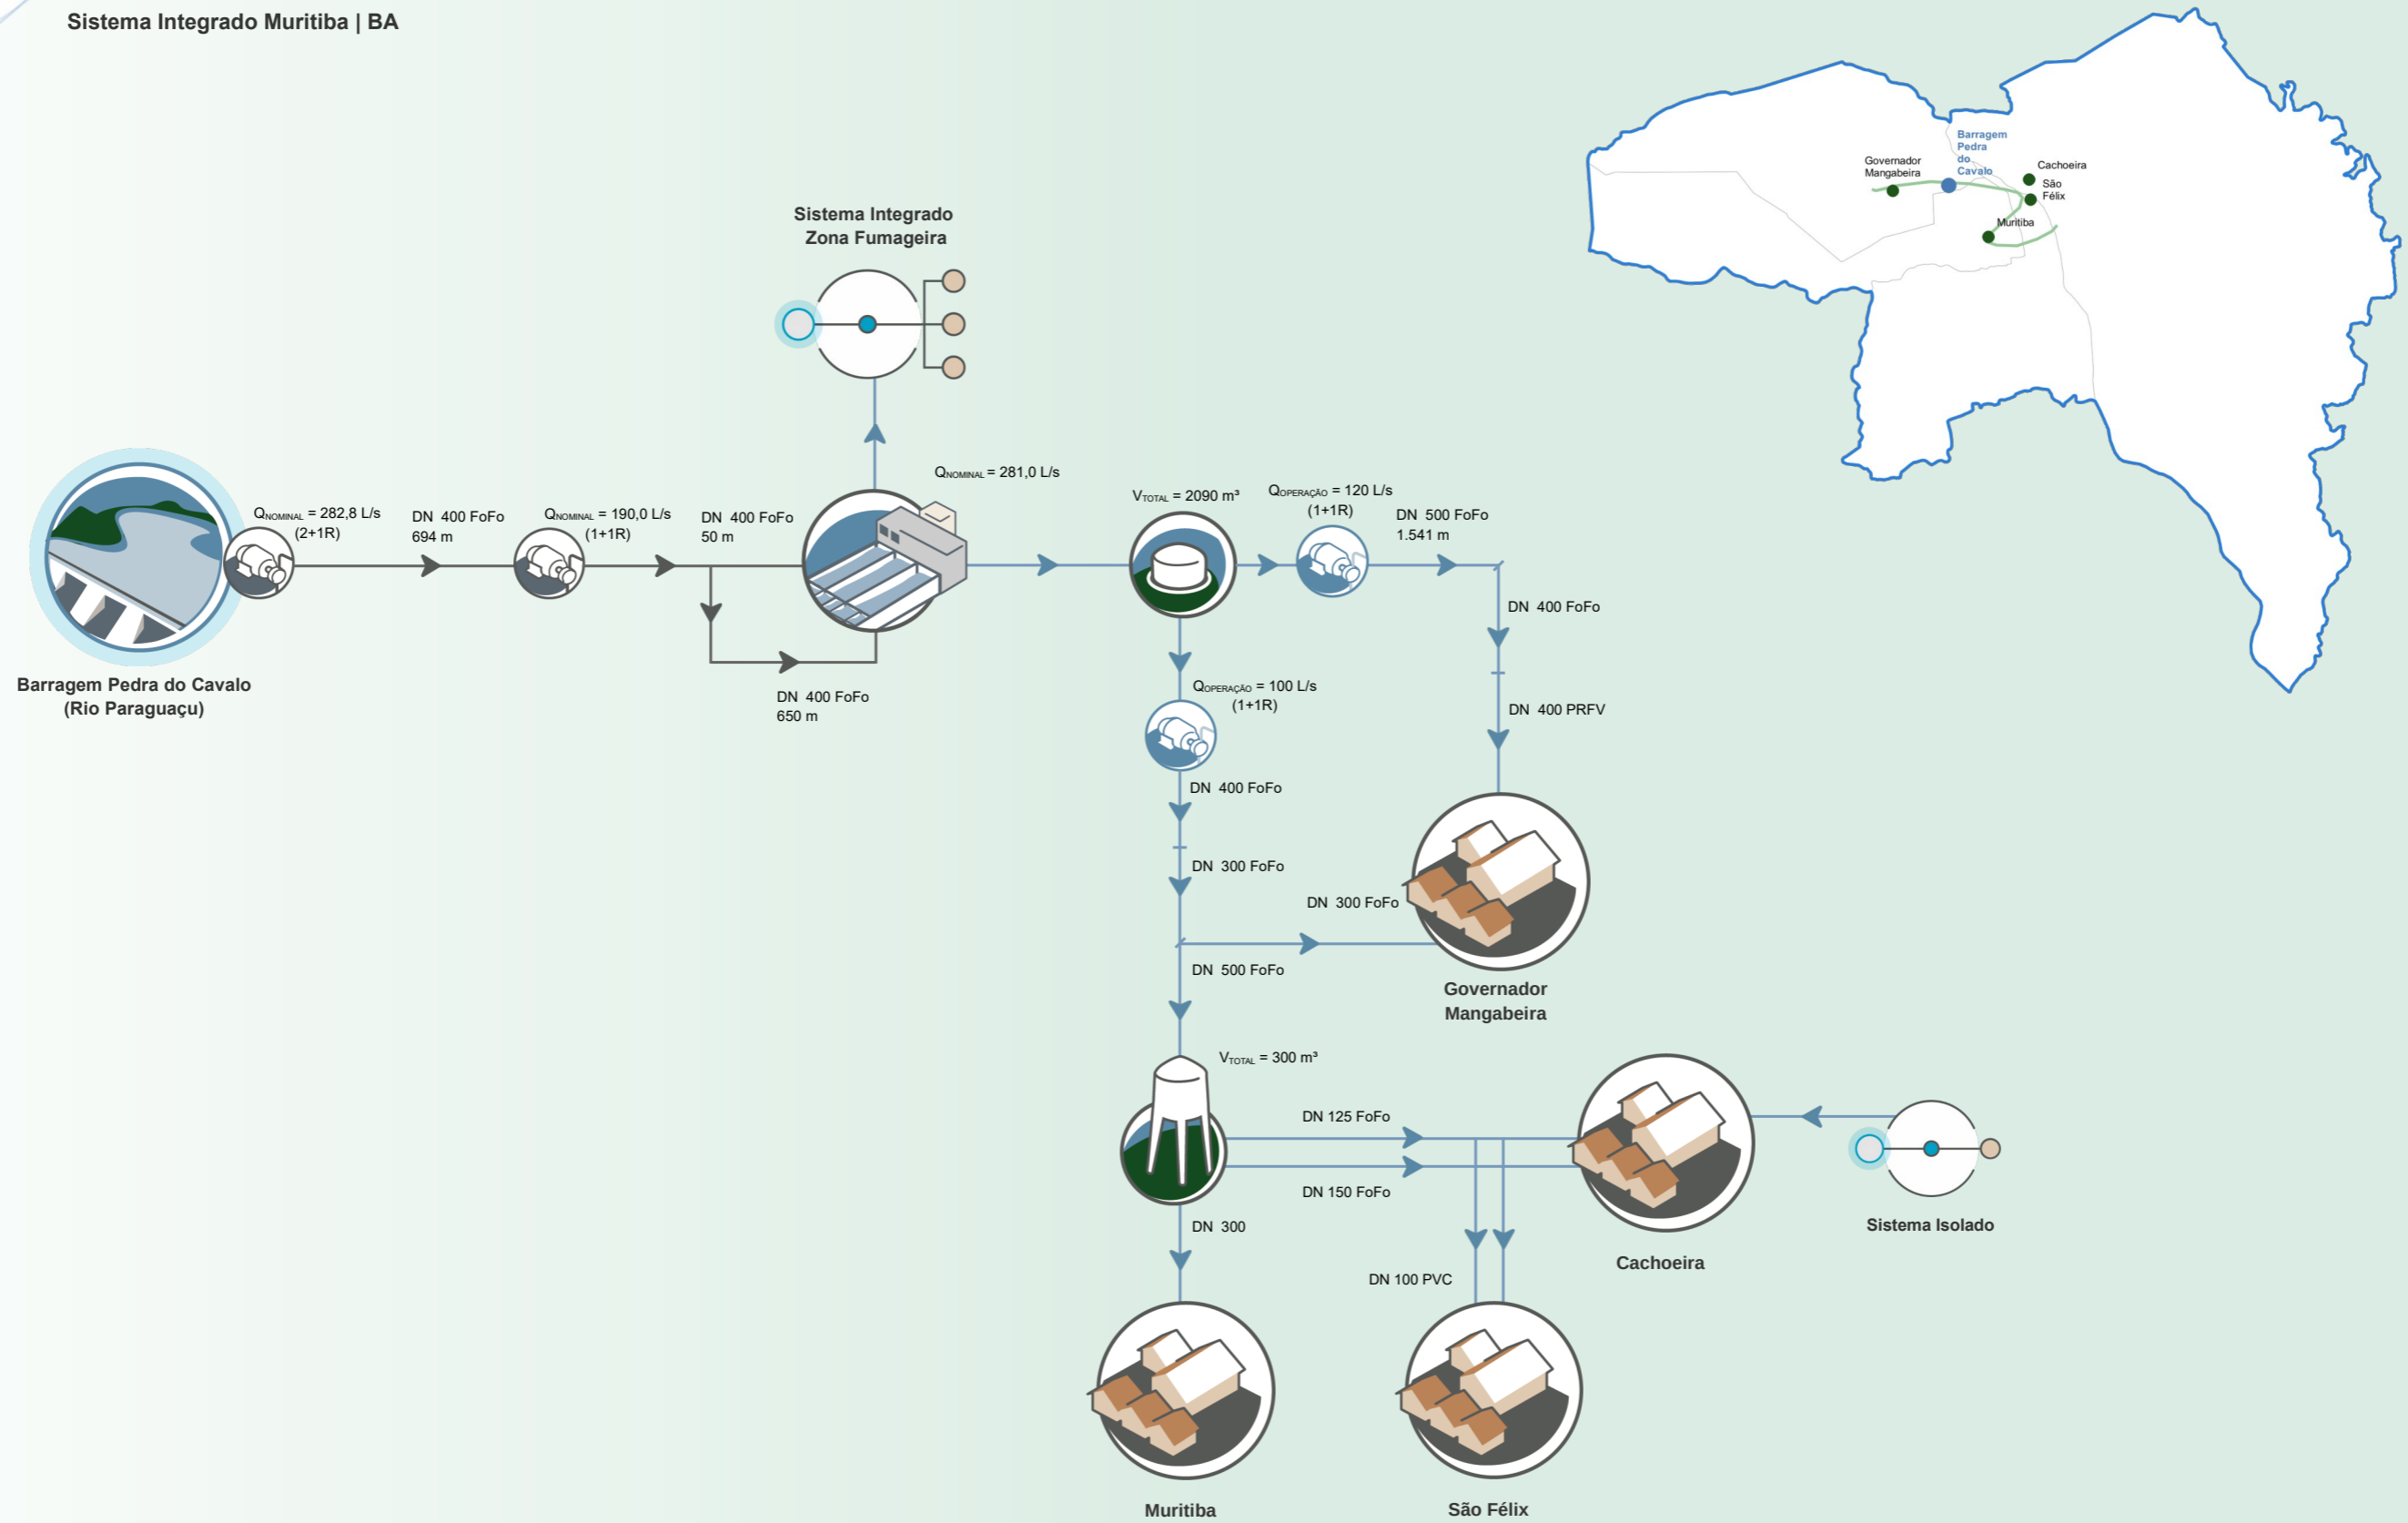 Sistema Integrado Muritiba | BA
Barragem
Pedra
do
Cavalo
Governador
Mangabeira
Cachoeira
São
Félix
Muritiba
Sistema Integrado
Zona Fumageira
QNOMINAL = 282,8 L/s
(2+1R)
DN 400 FoFo
694 m
QNOMINAL = 190,0 L/s
(1+1R)
DN 400 FoFo
50 m
QNOMINAL = 281,0 L/s
VTOTAL = 2090 m³
QOPERAÇÃO = 120 L/s
(1+1R)
DN 500 FoFo
1.541 m
DN 400 FoFo
Barragem Pedra do Cavalo
(Rio Paraguaçu)
DN 400 FoFo
650 m
QOPERAÇÃO = 100 L/s
(1+1R)
DN 400 PRFV
DN 400 FoFo
DN 300 FoFo
DN 300 FoFo
DN 500 FoFo
Governador
Mangabeira
VTOTAL = 300 m³
DN 125 FoFo
DN 150 FoFo
DN 300
Sistema Isolado
Cachoeira
DN 100 PVC
Muritiba
São Félix